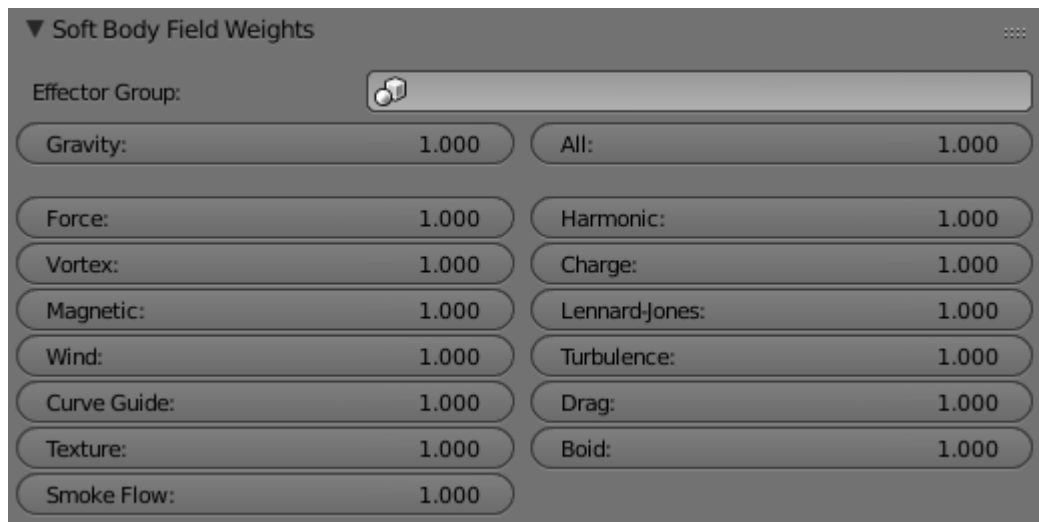 Soft Body Field Weights
Effector Group:
Gravity: 1.000 All: 1.000
Force: 1.000 Harmonic: 1.000
Vortex: 1.000 Charge: 1.000
Magnetic: 1.000 Lennard-Jones: 1.000
Wind: 1.000 Turbulence: 1.000
Curve Guide: 1.000 Drag: 1.000
Texture: 1.000 Boid: 1.000
Smoke Flow: 1.000